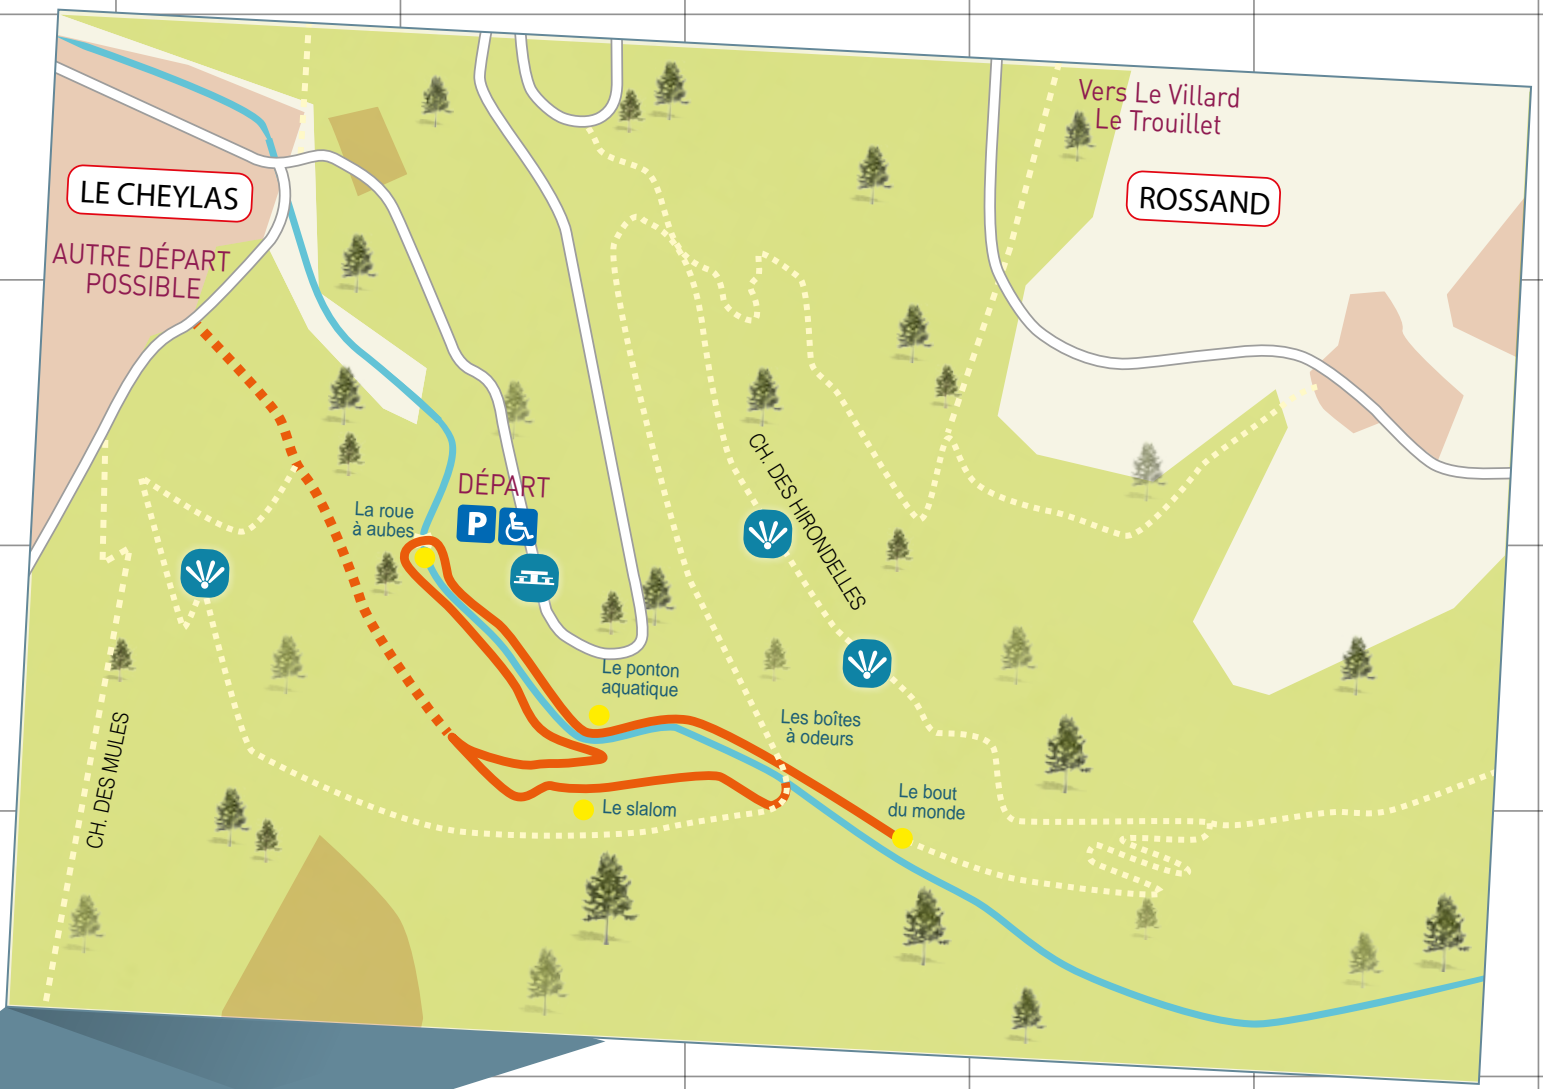 Vers Le Villard
Le Trouillet
LE CHEYLAS
ROSSAND
AUTRE DÉPART
POSSIBLE
DÉPART
La roue
à aubes
P
CH. DES HIRONDELLES
Le ponton
aquatique
Les boîtes
à odeurs
CH. DES MULES
Le bout
du monde
Le slalom